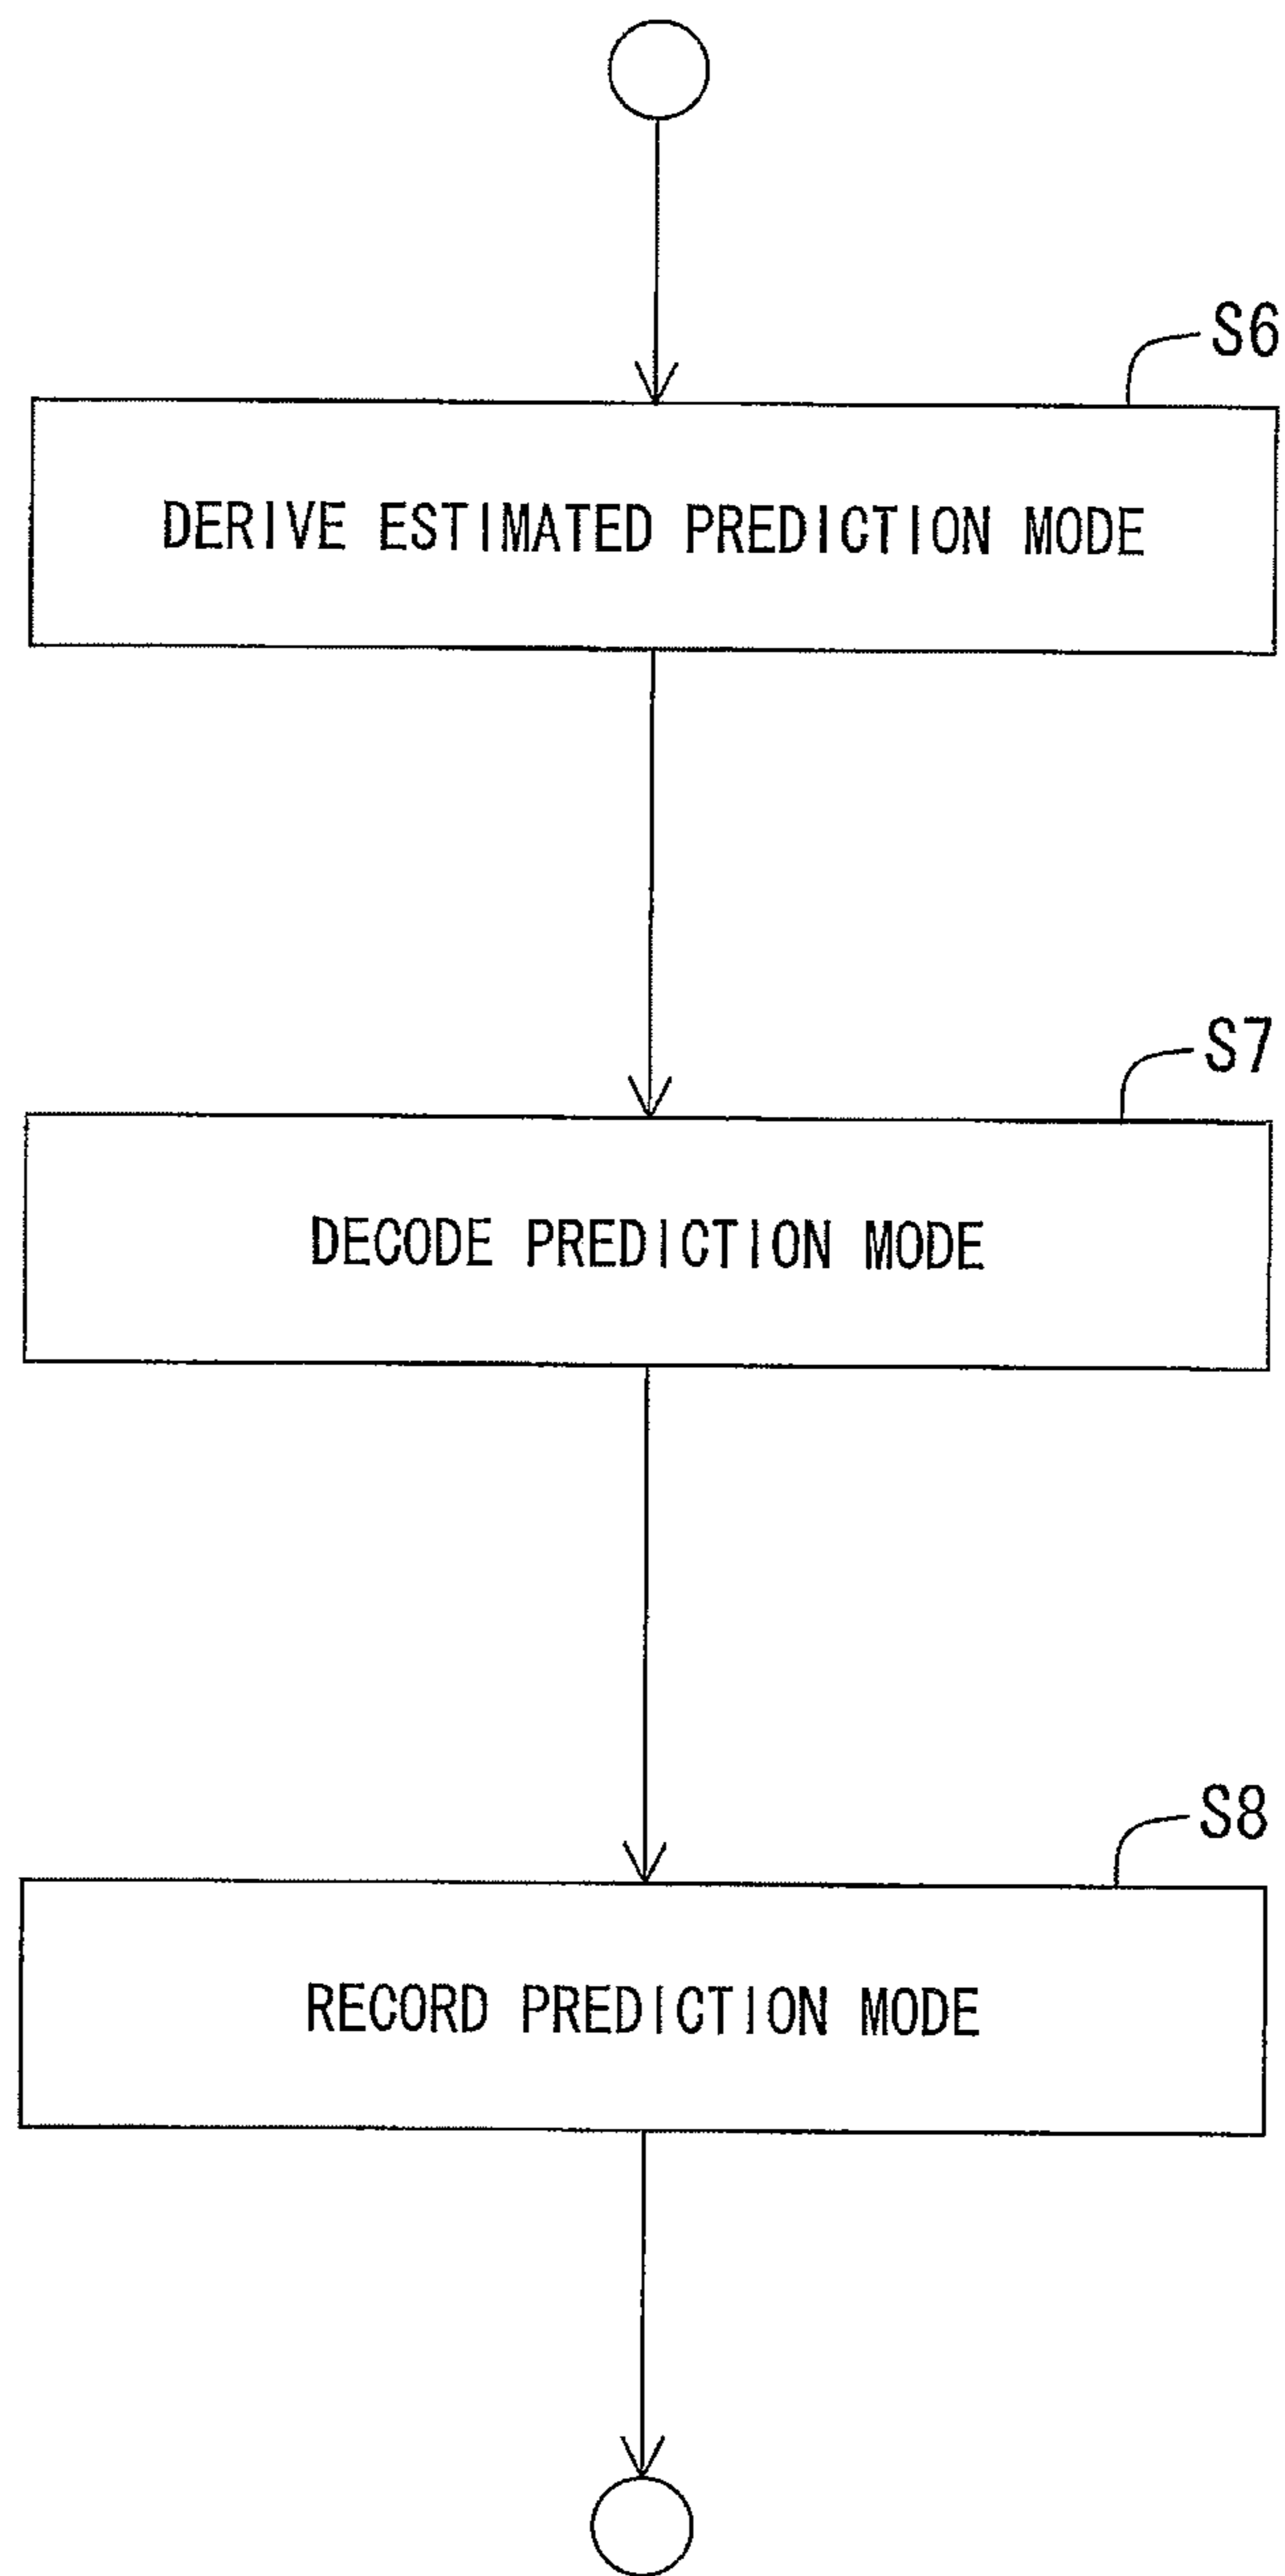 S6
DERIVE ESTIMATED PREDICTION MODE
S7
DECODE PREDICTION MODE
S8
RECORD PREDICTION MODE